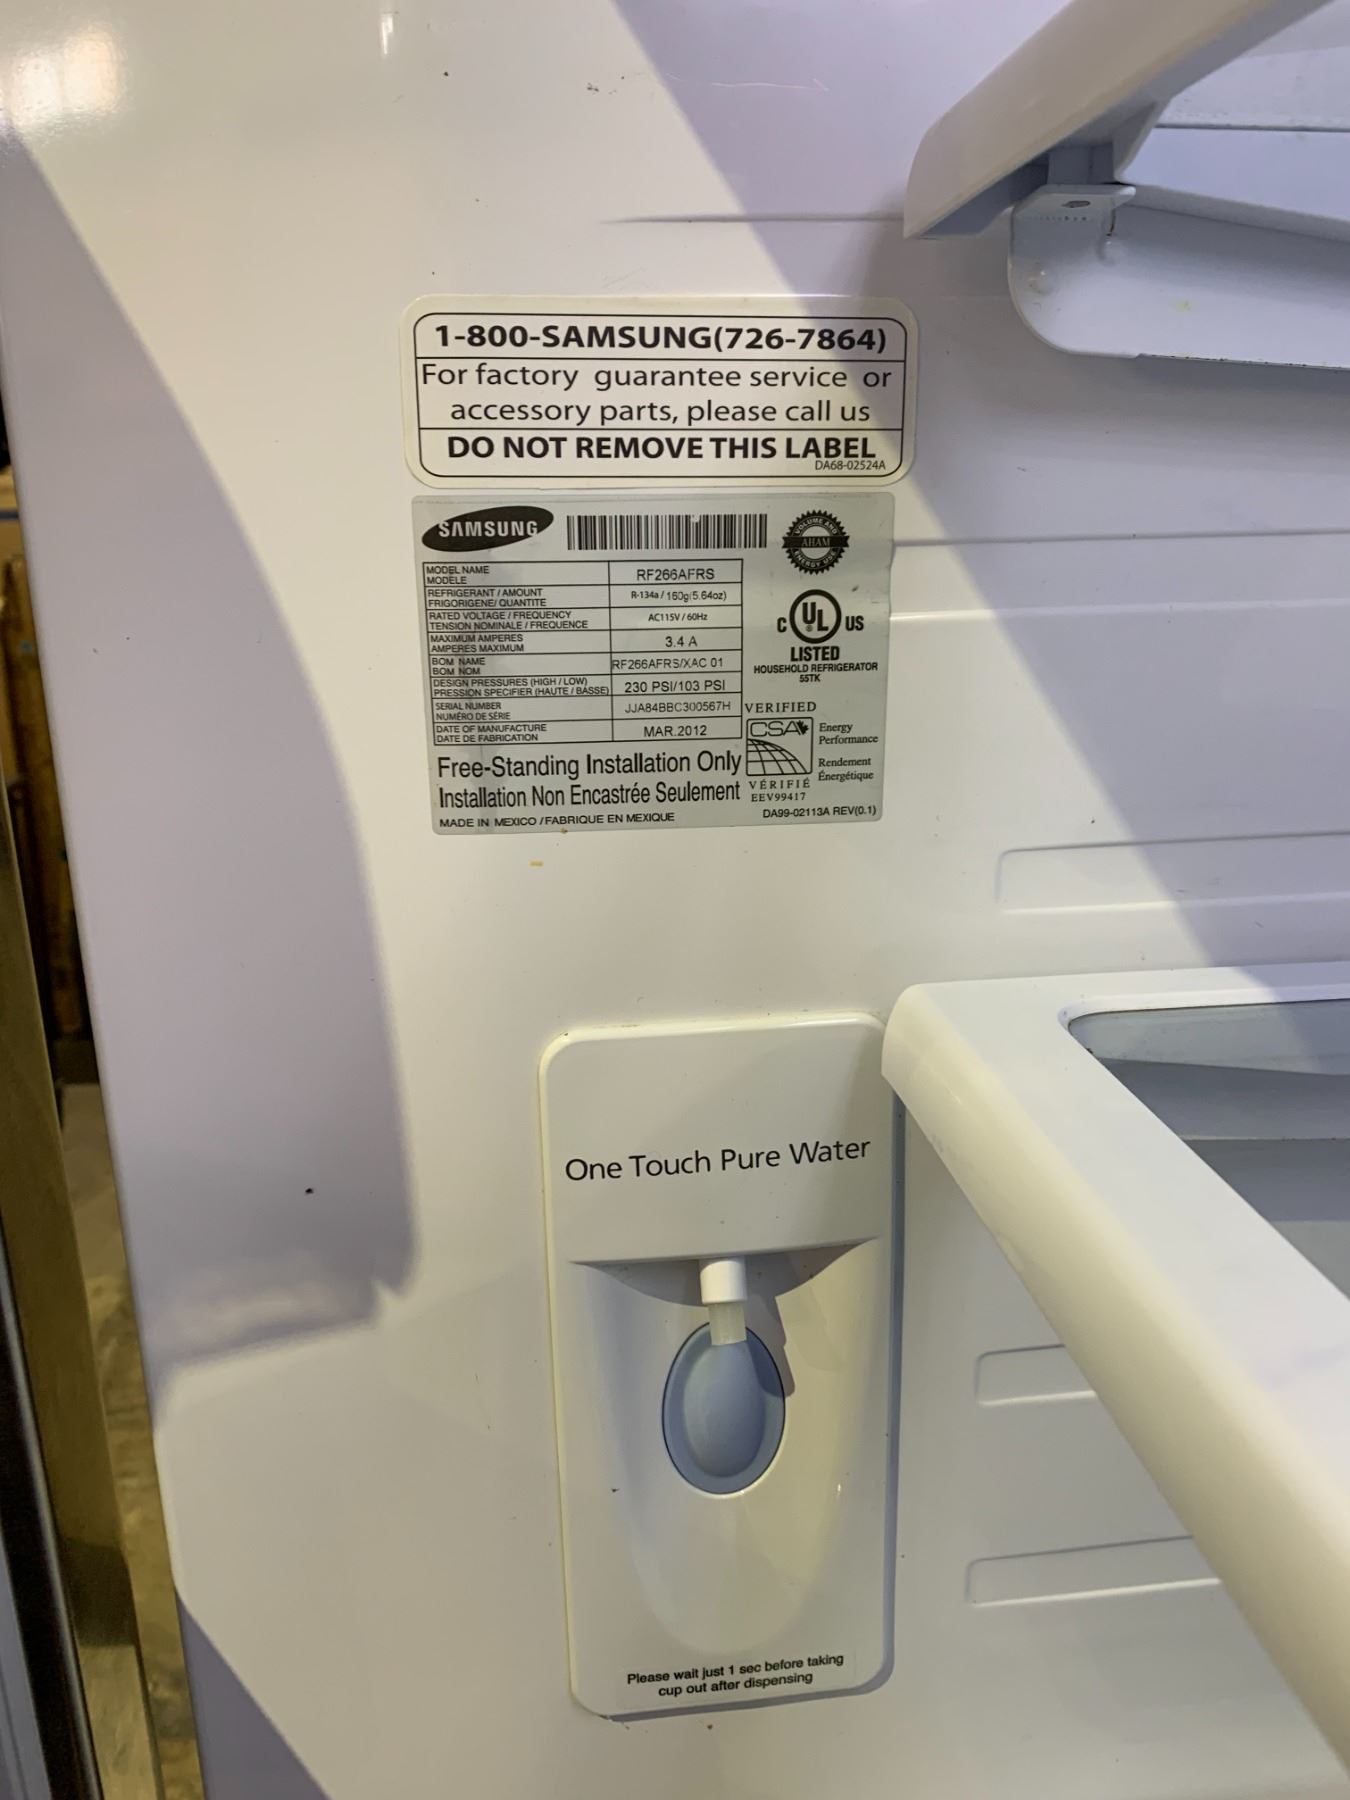 1-800-SAMSUNG(726-7864)
For factory guarantee service or
accessory parts, please call us
DO NOT REMOVE THIS LABEL
DA68-02524A
SAMSUNG
VOLUME AND
AHAM
ENERGY USE
MODEL NAME
MODÈLE
RF266AFRS
REFRIGERANT / AMOUNT
FRIGORIGENE/ QUANTITE
R-134a / 160g(5.64oz)
RATED VOLTAGE / FREQUENCY
TENSION NOMINALE / FREQUENCE
AC115V / 60Hz
MAXIMUM AMPERES
AMPERES MAXIMUM
3.4 A
BOM NAME
BOM NOM
RF266AFRS/XAC 01
DESIGN PRESSURES (HIGH / LOW)
PRESSION SPECIFIER (HAUTE / BASSE)
230 PSI/103 PSI
SERIAL NUMBER
NUMÉRO DE SÉRIE
JJA84BBC300567H
DATE OF MANUFACTURE
DATE DE FABRICATION
MAR.2012
C UL US
LISTED
HOUSEHOLD REFRIGERATOR
55TK
VERIFIED
CSA
Energy
Performance
Rendement
Énergétique
VÉRIFIÉ
EEV99417
Free-Standing Installation Only
Installation Non Encastrée Seulement
MADE IN MEXICO / FABRIQUE EN MEXIQUE
DA99-02113A REV(0.1)
One Touch Pure Water
Please wait just 1 sec before taking
cup out after dispensing